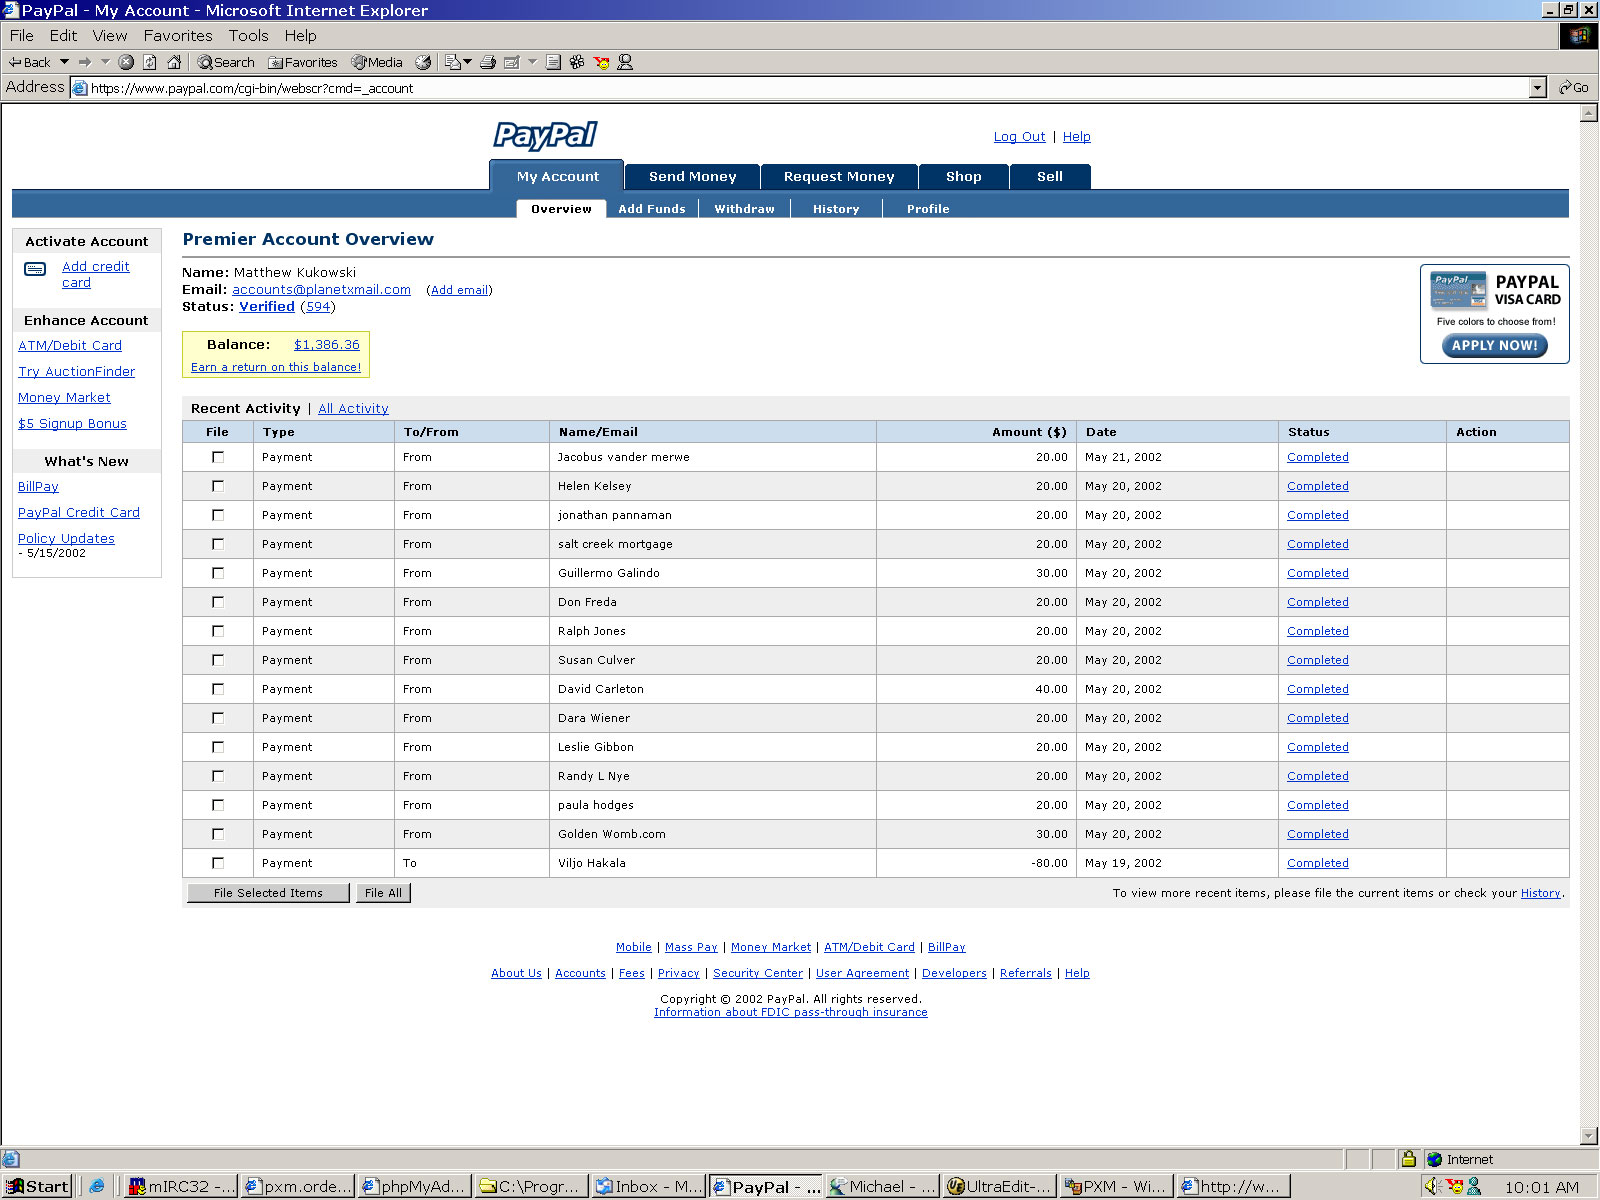 PayPal - My Account - Microsoft Internet Explorer
File Edit View Favorites Tools Help
Back Search Favorites Media
Address https://www.paypal.com/cgi-bin/webscr?cmd=_account Go
PayPal
Log Out | Help
My Account Send Money Request Money Shop Sell
Overview Add Funds Withdraw History Profile
Activate Account
Add credit
card
Enhance Account
ATM/Debit Card
Try AuctionFinder
Money Market
$5 Signup Bonus
What's New
BillPay
PayPal Credit Card
Policy Updates
- 5/15/2002
Premier Account Overview
Name: Matthew Kukowski
Email: accounts@planetxmail.com (Add email)
Status: Verified (594)
Balance: $1,386.36
Earn a return on this balance!
PayPal
PAYPAL
VISA CARD
Five colors to choose from!
APPLY NOW!
Recent Activity | All Activity
File Type To/From Name/Email Amount ($) Date Status Action
Payment From Jacobus vander merwe 20.00 May 21, 2002 Completed
Payment From Helen Kelsey 20.00 May 20, 2002 Completed
Payment From jonathan pannaman 20.00 May 20, 2002 Completed
Payment From salt creek mortgage 20.00 May 20, 2002 Completed
Payment From Guillermo Galindo 30.00 May 20, 2002 Completed
Payment From Don Freda 20.00 May 20, 2002 Completed
Payment From Ralph Jones 20.00 May 20, 2002 Completed
Payment From Susan Culver 20.00 May 20, 2002 Completed
Payment From David Carleton 40.00 May 20, 2002 Completed
Payment From Dara Wiener 20.00 May 20, 2002 Completed
Payment From Leslie Gibbon 20.00 May 20, 2002 Completed
Payment From Randy L Nye 20.00 May 20, 2002 Completed
Payment From paula hodges 20.00 May 20, 2002 Completed
Payment From Golden Womb.com 30.00 May 20, 2002 Completed
Payment To Viljo Hakala -80.00 May 19, 2002 Completed
File Selected Items File All To view more recent items, please file the current items or check your History.
Mobile | Mass Pay | Money Market | ATM/Debit Card | BillPay
About Us | Accounts | Fees | Privacy | Security Center | User Agreement | Developers | Referrals | Help
Copyright © 2002 PayPal. All rights reserved.
Information about FDIC pass-through insurance
Internet
Start mIRC32 -... pxm.orde... phpMyAd... C:\Progr... Inbox - M... PayPal - ... Michael - ... UltraEdit-... PXM - Wi... http://w... 10:01 AM